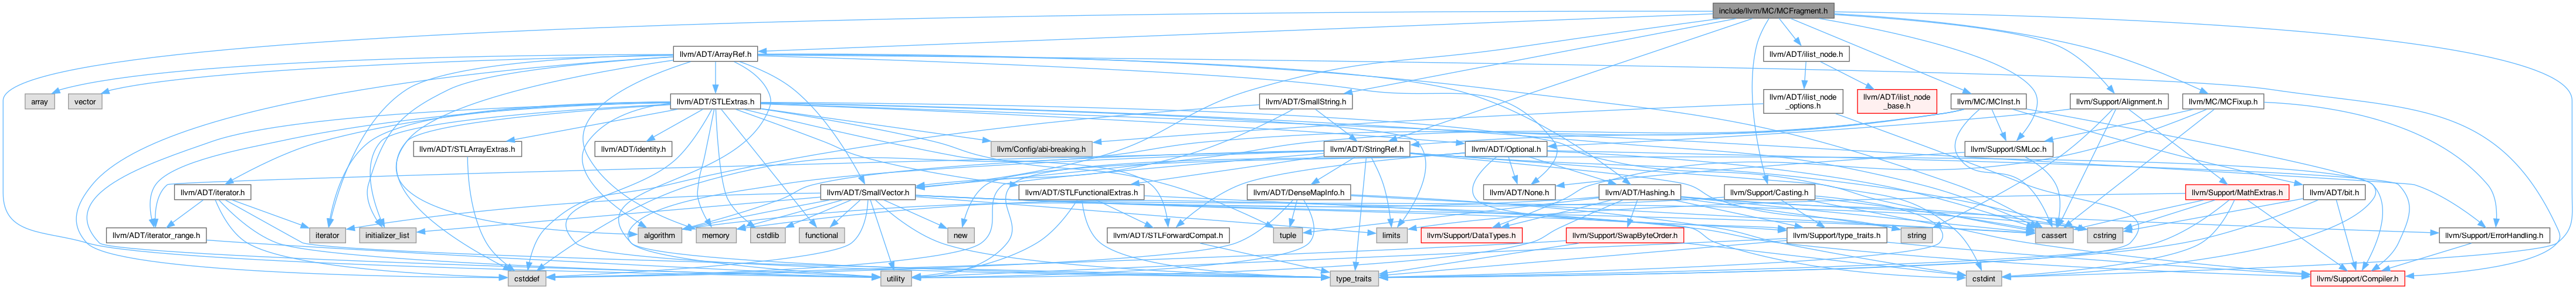 include/llvm/MC/MCFragment.h
llvm/ADT/ArrayRef.h
llvm/ADT/ilist_node.h
array
vector
llvm/ADT/STLExtras.h
llvm/ADT/SmallString.h
llvm/ADT/ilist_node
_options.h
llvm/ADT/ilist_node
_base.h
llvm/MC/MCInst.h
llvm/Support/Alignment.h
llvm/MC/MCFixup.h
llvm/ADT/STLArrayExtras.h
llvm/ADT/identity.h
llvm/Config/abi-breaking.h
llvm/ADT/StringRef.h
llvm/ADT/Optional.h
llvm/Support/SMLoc.h
llvm/ADT/iterator.h
llvm/ADT/SmallVector.h
llvm/ADT/STLFunctionalExtras.h
llvm/ADT/DenseMapInfo.h
llvm/ADT/None.h
llvm/ADT/Hashing.h
llvm/Support/Casting.h
llvm/Support/MathExtras.h
llvm/ADT/bit.h
llvm/ADT/iterator_range.h
iterator
initializer_list
algorithm
memory
cstdlib
functional
new
llvm/ADT/STLForwardCompat.h
tuple
limits
llvm/Support/DataTypes.h
llvm/Support/SwapByteOrder.h
llvm/Support/type_traits.h
string
cassert
cstring
llvm/Support/ErrorHandling.h
cstddef
utility
type_traits
cstdint
llvm/Support/Compiler.h